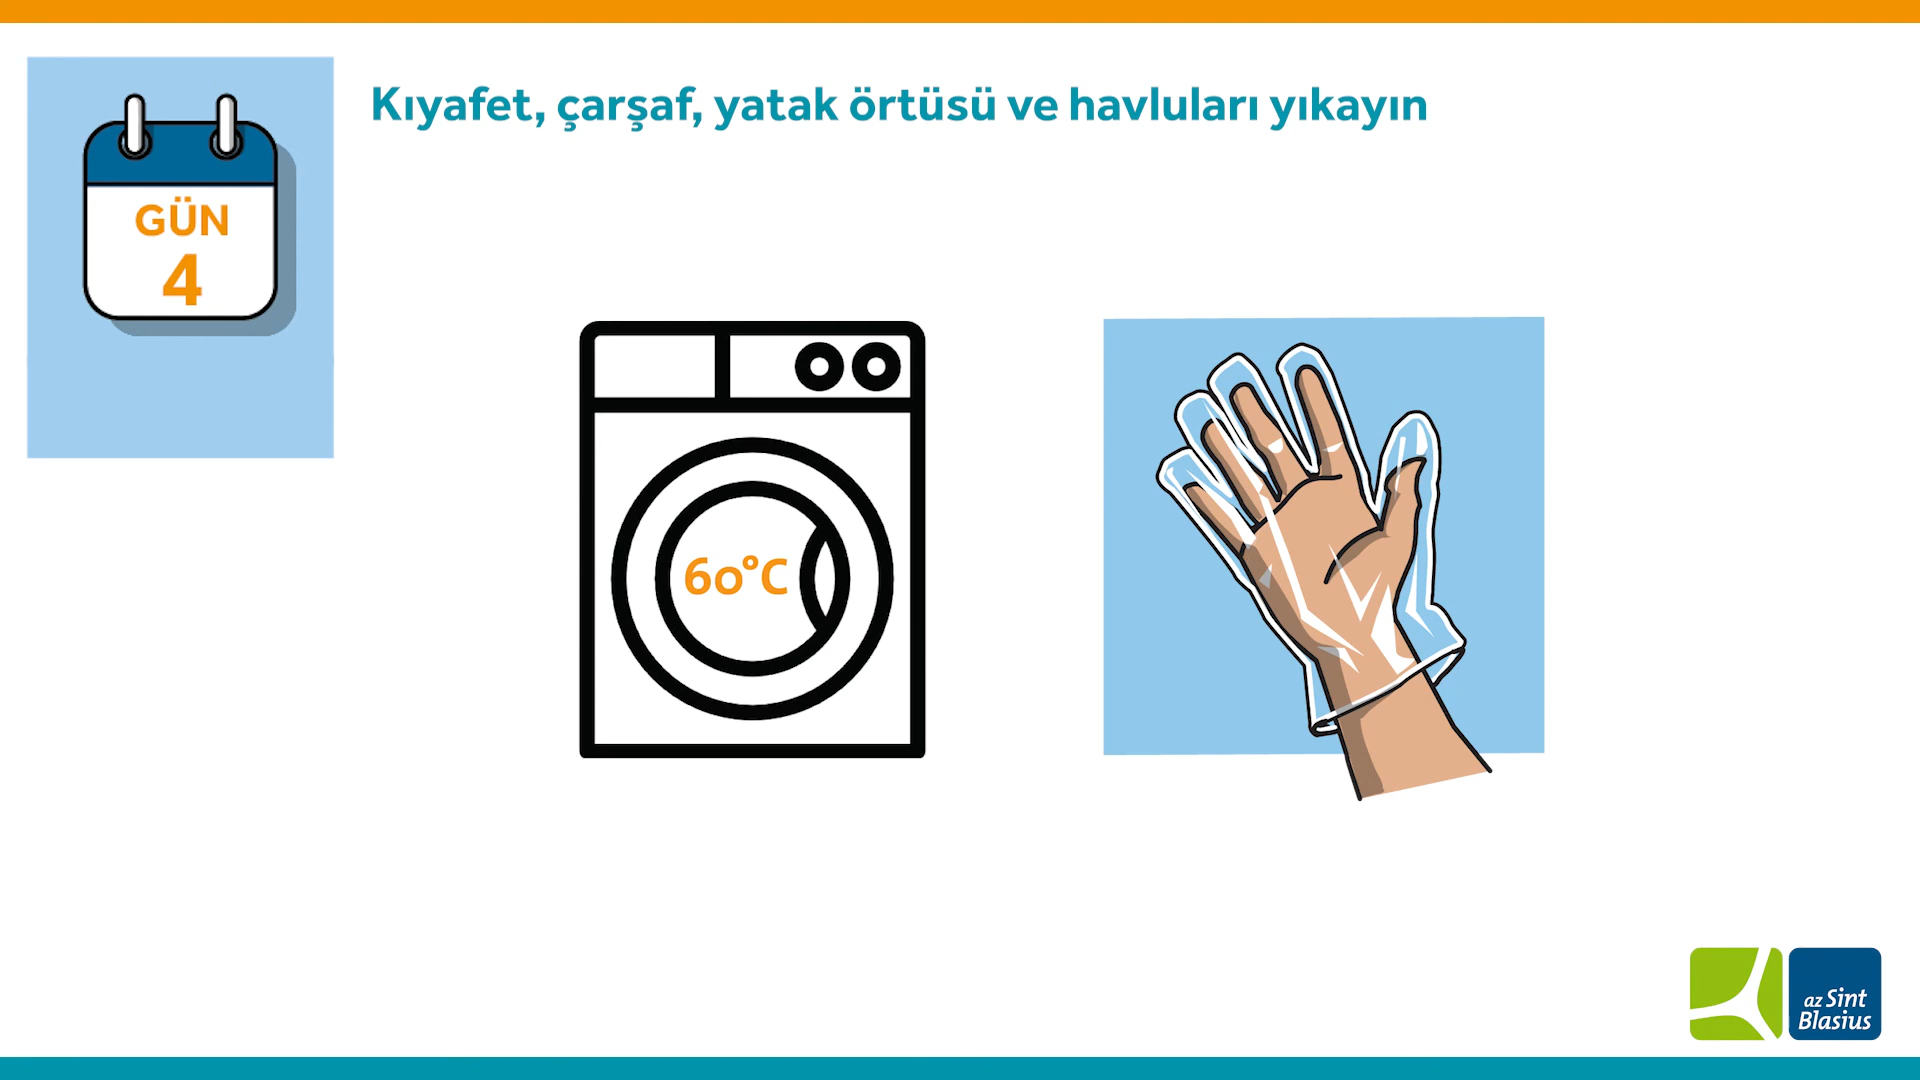 Kıyafet, çarşaf, yatak örtüsü ve havluları yıkayın
GÜN
4
60°C
az Sint
Blasius